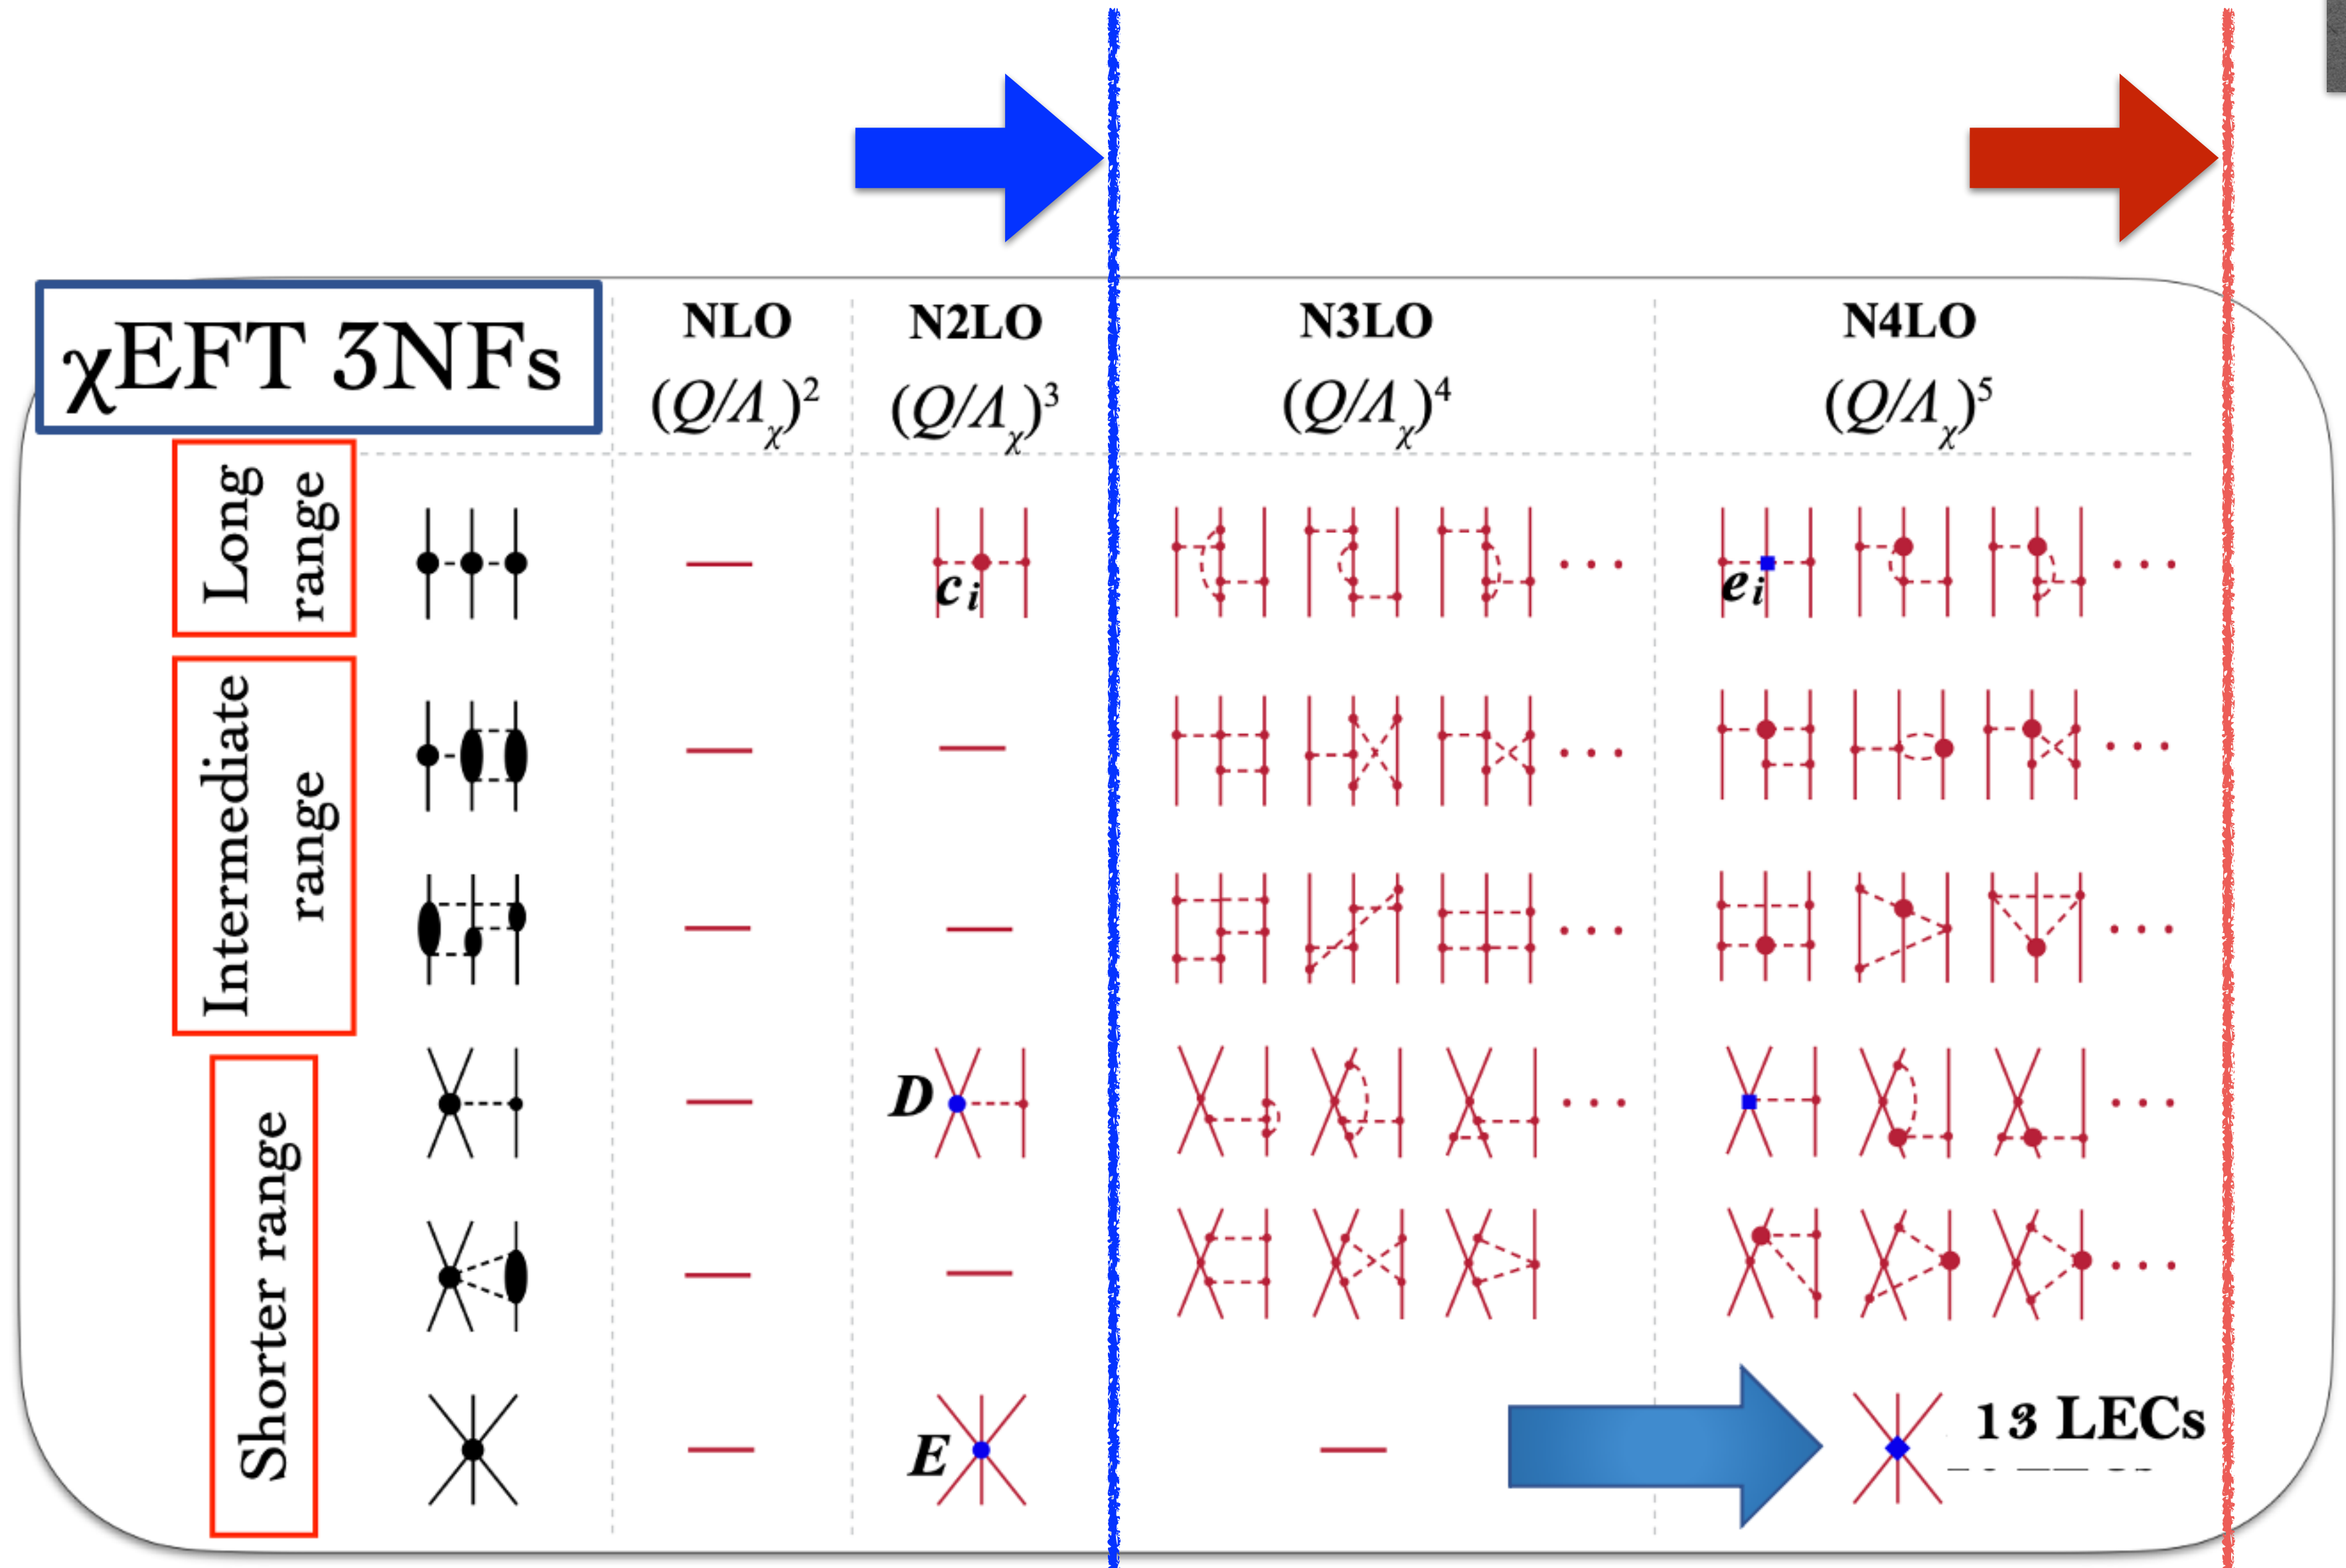 χEFT 3NFs
NLO
(Q/Λχ)²
N2LO
(Q/Λχ)³
N3LO
(Q/Λχ)⁴
N4LO
(Q/Λχ)⁵
Long
range
ci
ei
Intermediate
range
Shorter range
D
E
13 LECs